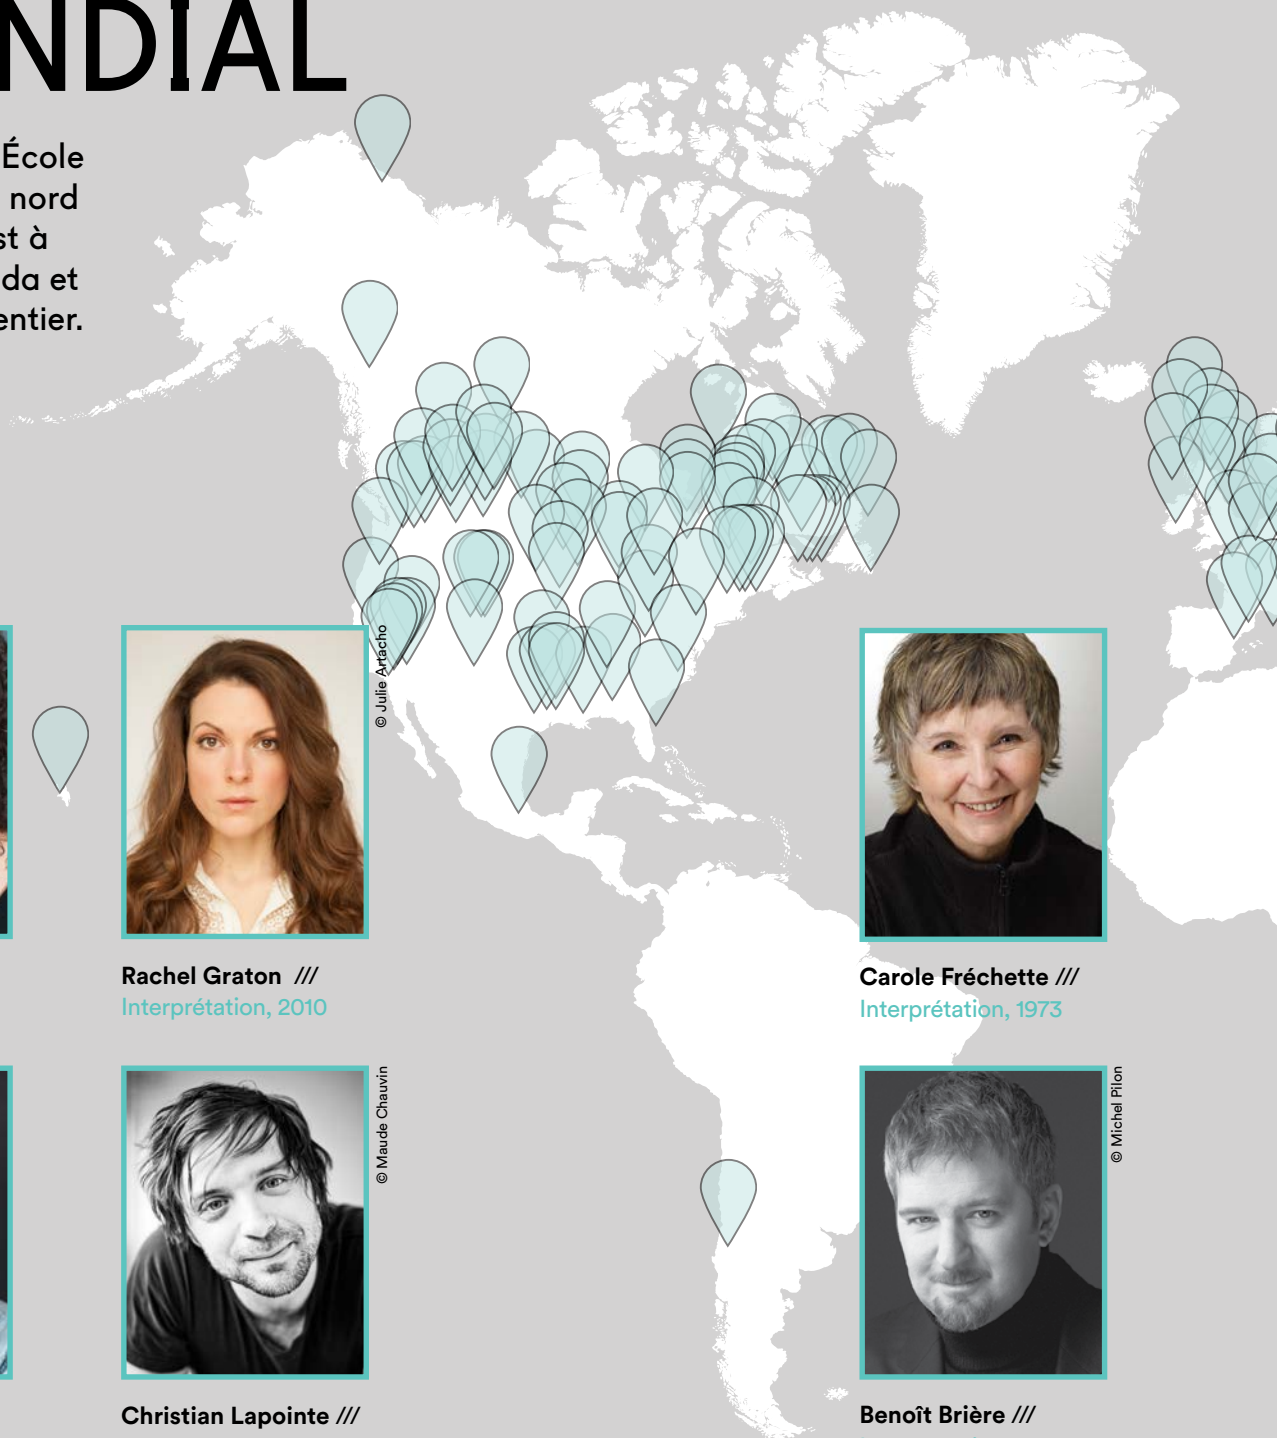 NDIAL
École
nord
st à
da et
entier.
© Julie Artacho
Rachel Graton ///
Interprétation, 2010
Carole Fréchette ///
Interprétation, 1973
© Maude Chauvin
© Michel Pilon
Christian Lapointe ///
Benoît Brière ///